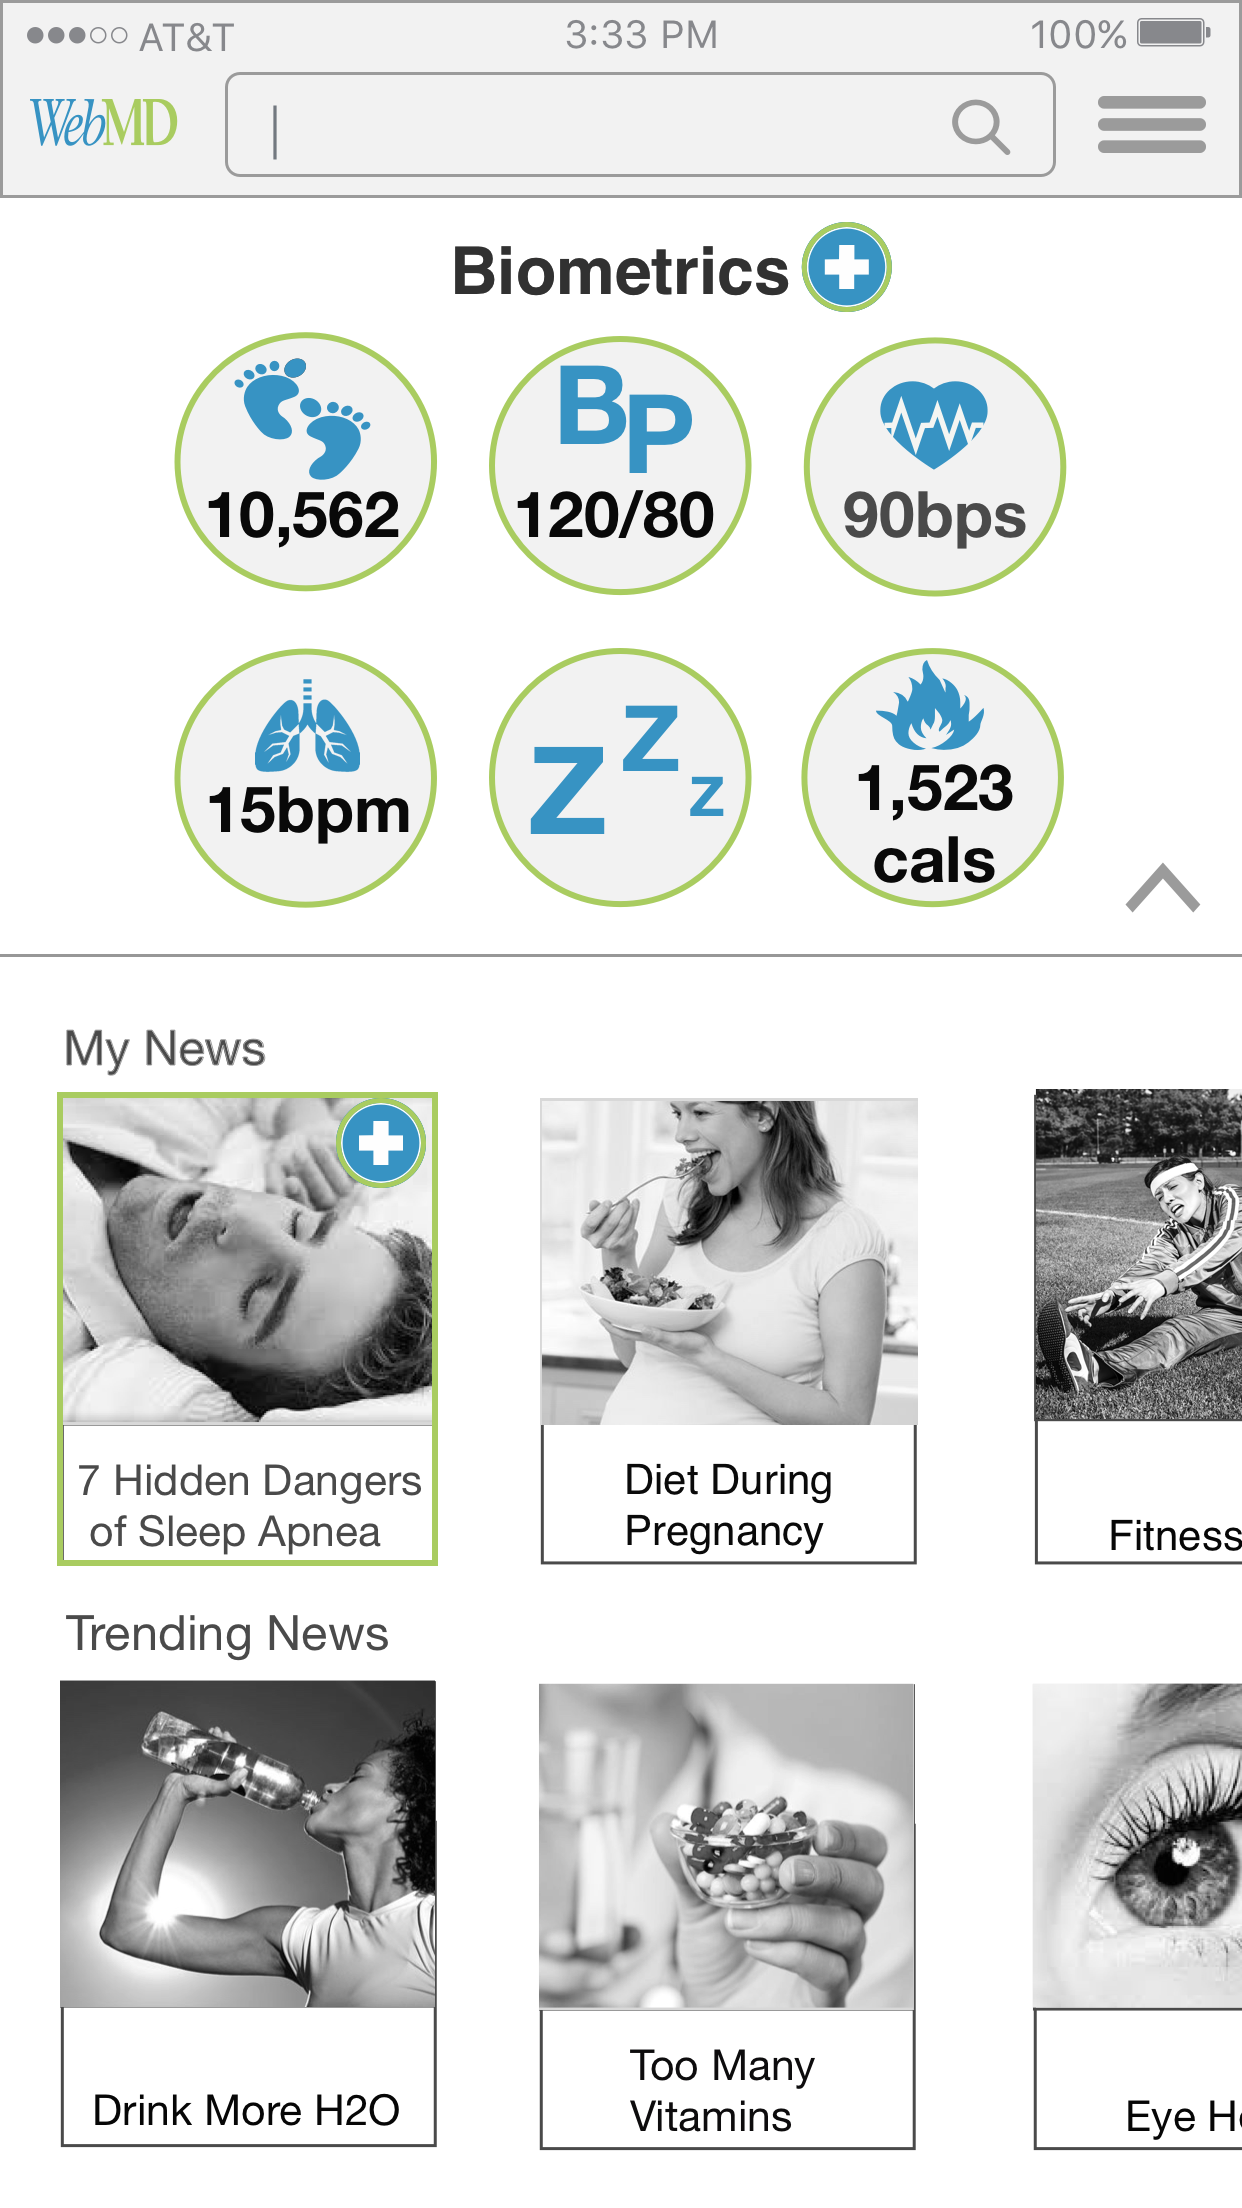 AT&T 3:33 PM 100%
WebMD
Biometrics
10,562
BP
120/80
90bps
15bpm
Z Z Z
1,523
cals
My News
7 Hidden Dangers
of Sleep Apnea
Diet During
Pregnancy
Fitness
Trending News
Drink More H2O
Too Many
Vitamins
Eye